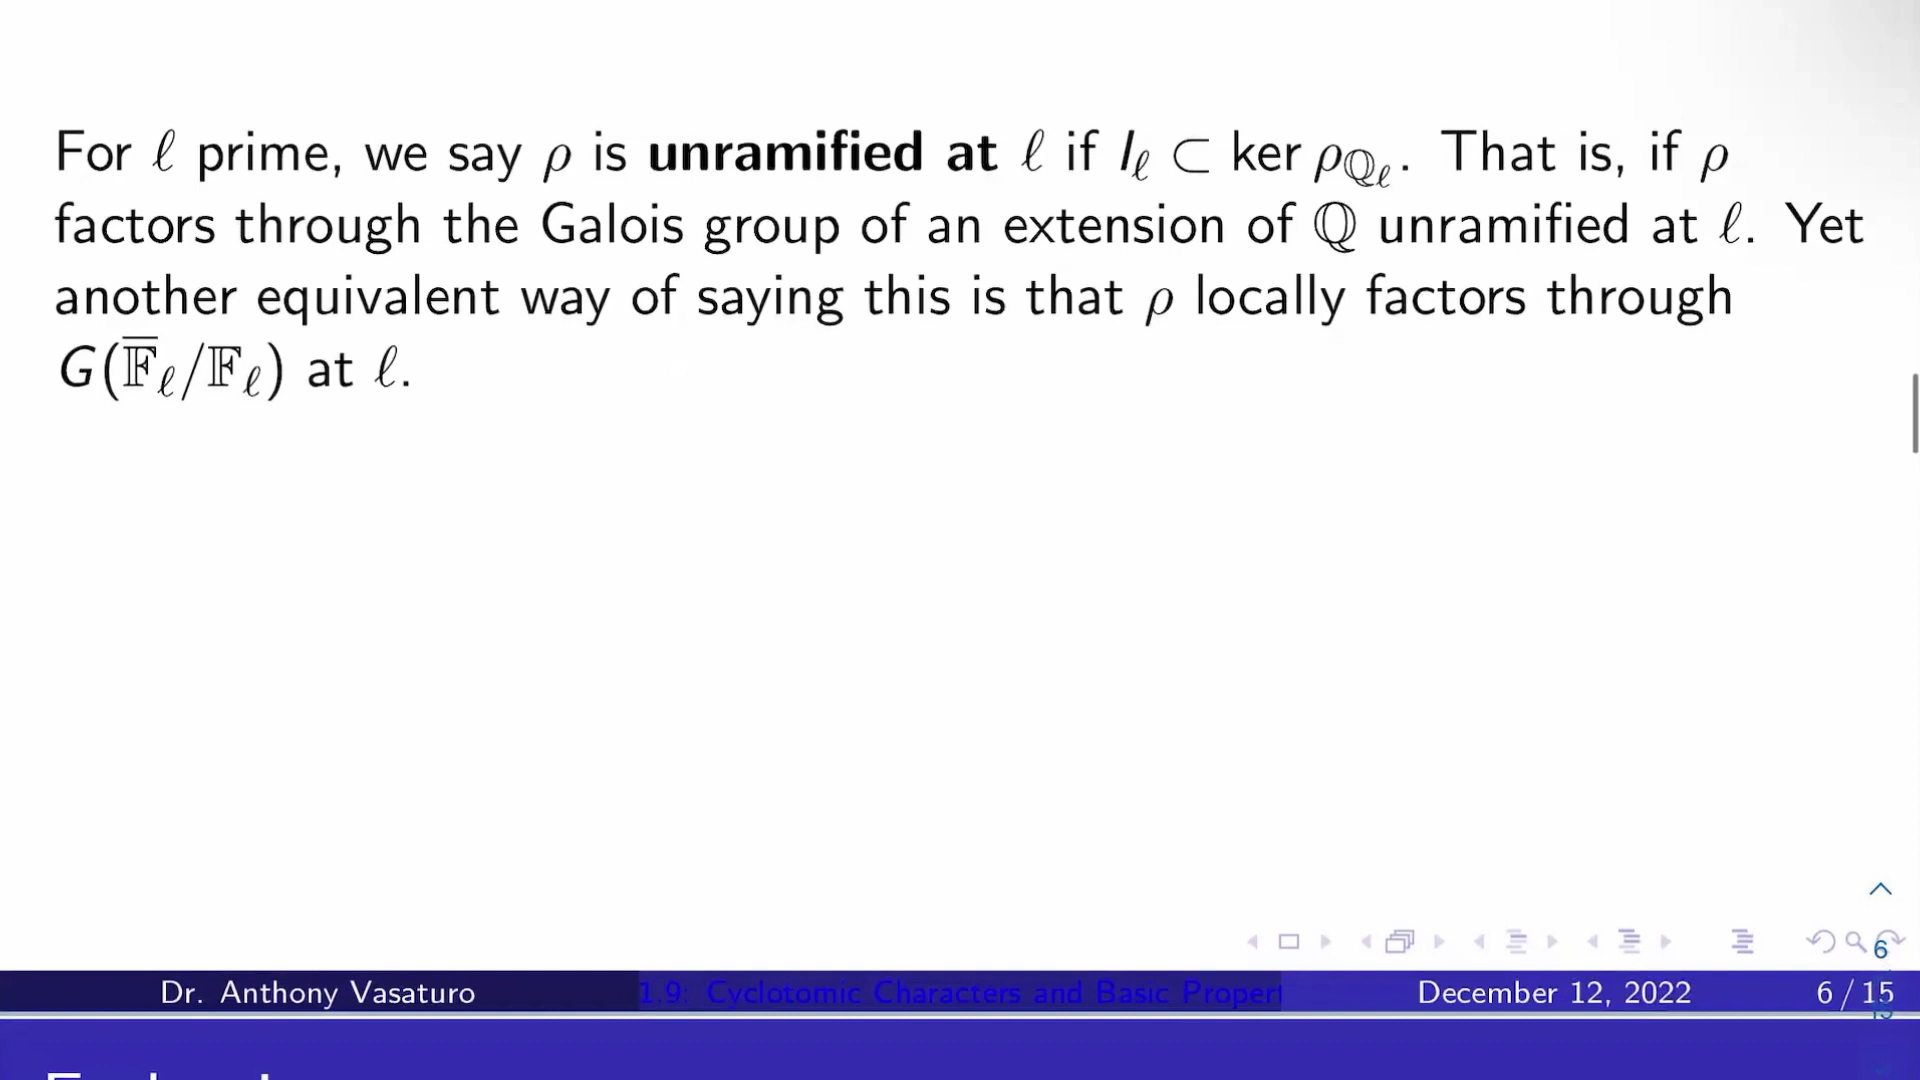 For ℓ prime, we say ρ is unramified at ℓ if I_ℓ ⊂ ker ρ_{ℚ_ℓ}. That is, if ρ
factors through the Galois group of an extension of ℚ unramified at ℓ. Yet
another equivalent way of saying this is that ρ locally factors through
G(𝔽̅_ℓ/𝔽_ℓ) at ℓ.
6
Dr. Anthony Vasaturo 1.9: Cyclotomic Characters and Basic Propert December 12, 2022 6 / 15
15